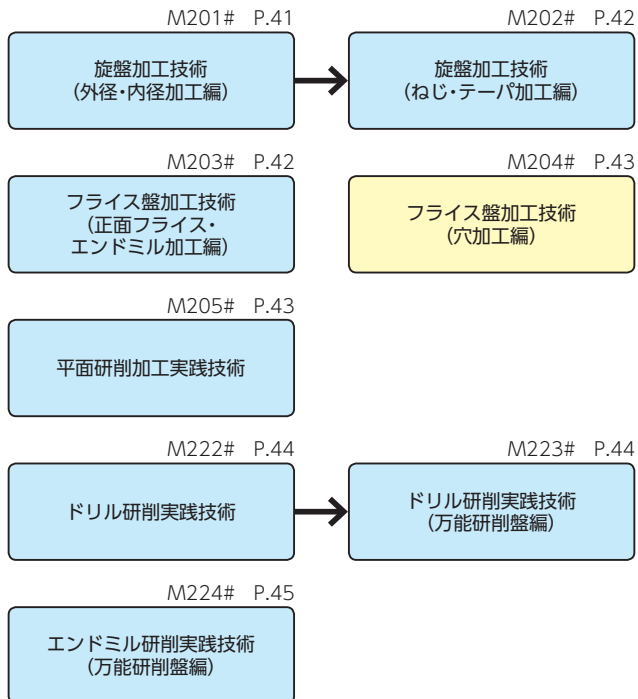 M201# P.41
旋盤加工技術
(外径・内径加工編)
M202# P.42
旋盤加工技術
(ねじ・テーパ加工編)
M203# P.42
フライス盤加工技術
(正面フライス・
エンドミル加工編)
M204# P.43
フライス盤加工技術
(穴加工編)
M205# P.43
平面研削加工実践技術
M222# P.44
ドリル研削実践技術
M223# P.44
ドリル研削実践技術
(万能研削盤編)
M224# P.45
エンドミル研削実践技術
(万能研削盤編)